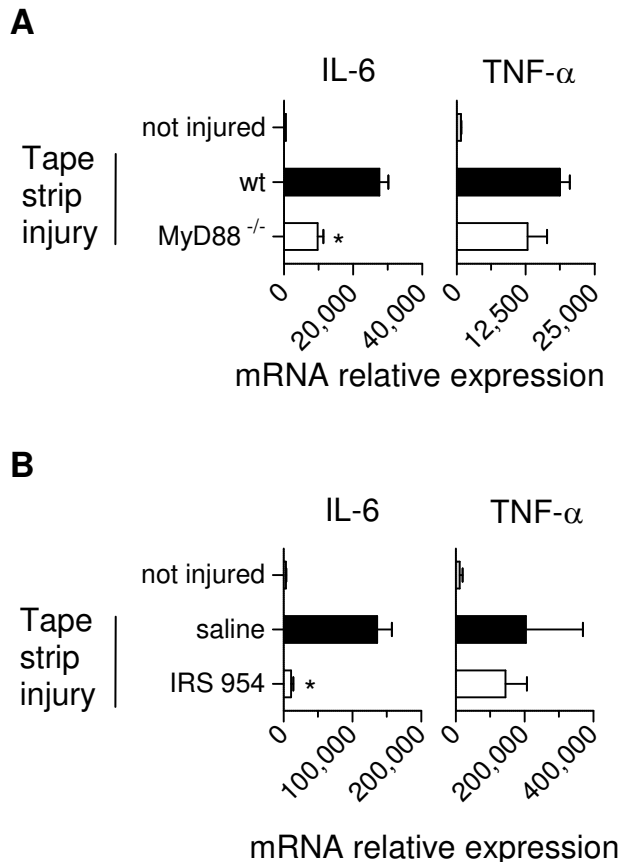 A
IL-6 TNF-α
not injured
Tape strip injury
wt
MyD88 -/-
*
0 20,000 40,000 0 12,500 25,000
mRNA relative expression
B
IL-6 TNF-α
not injured
Tape strip injury
saline
IRS 954
*
0 100,000 200,000 0 200,000 400,000
mRNA relative expression